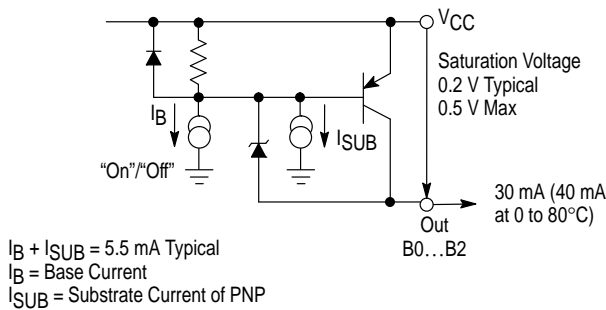 VCC
Saturation Voltage
0.2 V Typical
0.5 V Max
IB
ISUB
“On”/“Off”
30 mA (40 mA
at 0 to 80°C)
Out
B0…B2
IB + ISUB = 5.5 mA Typical
IB = Base Current
ISUB = Substrate Current of PNP